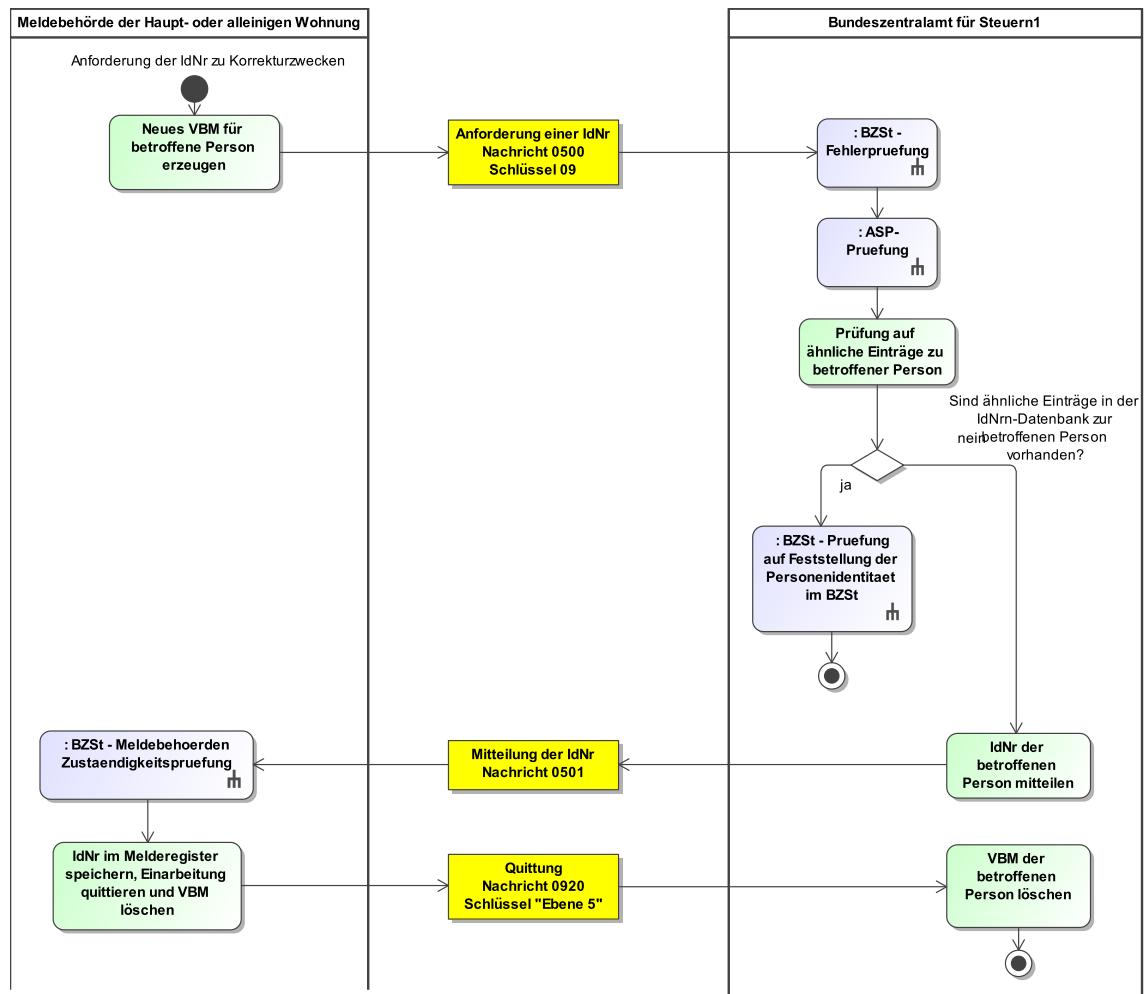 Meldebehörde der Haupt- oder alleinigen Wohnung
Bundeszentralamt für Steuern1
Anforderung der IdNr zu Korrekturzwecken
Neues VBM für
betroffene Person
erzeugen
Anforderung einer IdNr
Nachricht 0500
Schlüssel 09
: BZSt -
Fehlerpruefung
: ASP-
Pruefung
Prüfung auf
ähnliche Einträge zu
betroffener Person
Sind ähnliche Einträge in der
IdNrn-Datenbank zur
betroffenen Person
vorhanden?
nein
ja
: BZSt - Pruefung
auf Feststellung der
Personenidentitaet
im BZSt
: BZSt - Meldebehoerden
Zustaendigkeitspruefung
Mitteilung der IdNr
Nachricht 0501
IdNr der
betroffenen
Person mitteilen
IdNr im Melderegister
speichern, Einarbeitung
quittieren und VBM
löschen
Quittung
Nachricht 0920
Schlüssel "Ebene 5"
VBM der
betroffenen
Person löschen